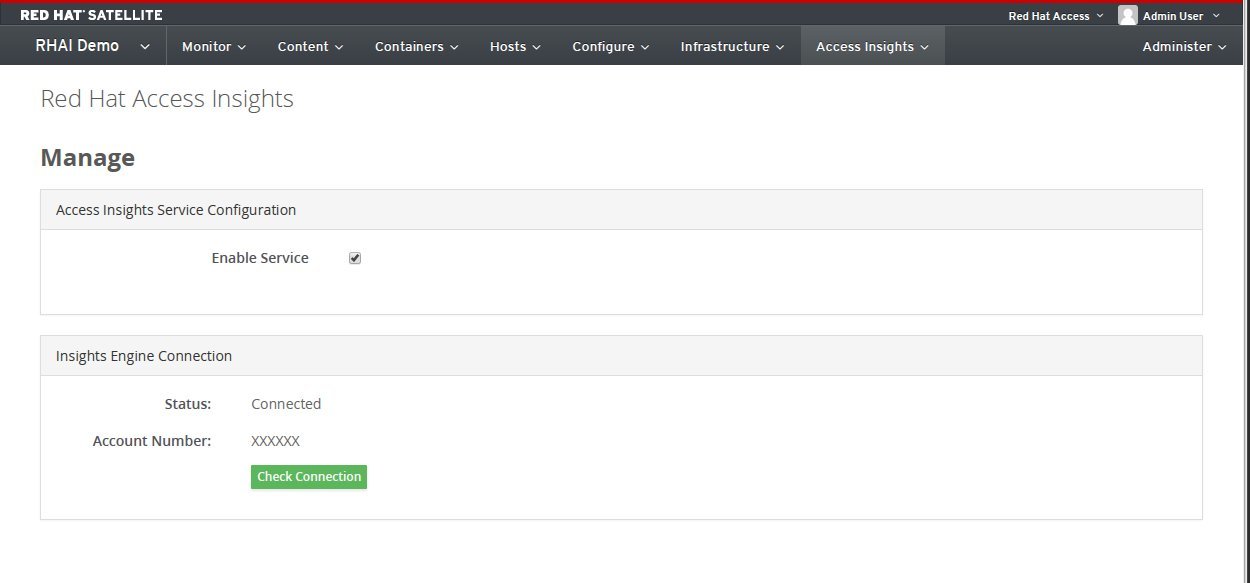 RED HAT® SATELLITE
Red Hat Access Admin User
RHAI Demo Monitor Content Containers Hosts Configure Infrastructure Access Insights Administer
Red Hat Access Insights
Manage
Access Insights Service Configuration
Enable Service
Insights Engine Connection
Status: Connected
Account Number: XXXXXX
Check Connection